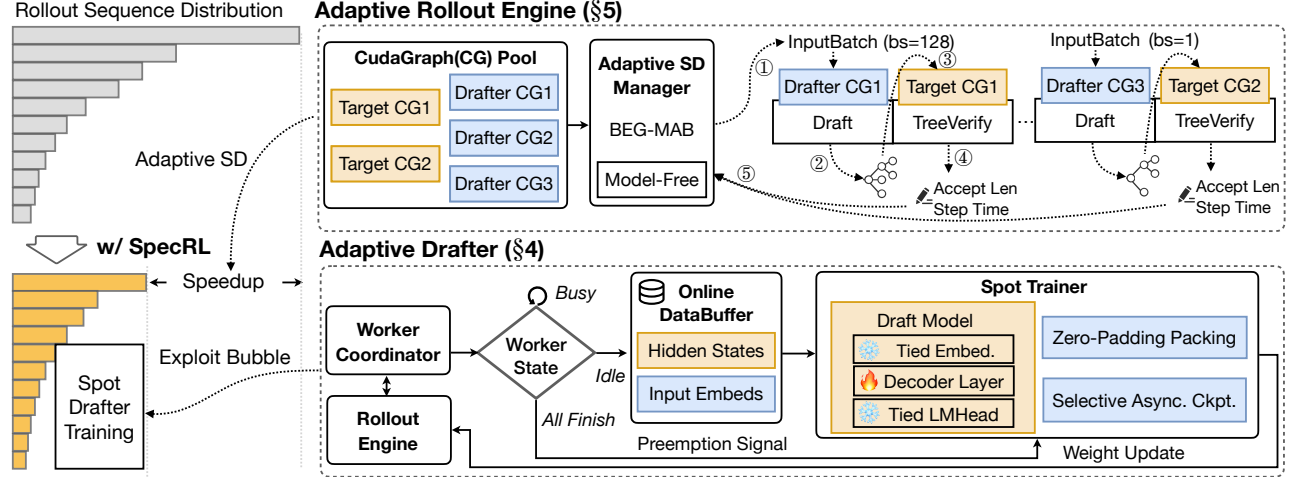 Rollout Sequence Distribution
Adaptive SD
w/ SpecRL
Speedup
Exploit Bubble
Spot
Drafter
Training
Adaptive Rollout Engine (§5)
CudaGraph(CG) Pool
Target CG1
Target CG2
Drafter CG1
Drafter CG2
Drafter CG3
Adaptive SD
Manager
BEG-MAB
Model-Free
①
InputBatch (bs=128)
③
Drafter CG1
Target CG1
Draft
TreeVerify
②
④
⑤
Accept Len
Step Time
...
InputBatch (bs=1)
Drafter CG3
Target CG2
Draft
TreeVerify
Accept Len
Step Time
Adaptive Drafter (§4)
Worker
Coordinator
Rollout
Engine
Busy
Worker
State
Idle
All Finish
Online
DataBuffer
Hidden States
Input Embeds
Spot Trainer
Draft Model
Tied Embed.
Decoder Layer
Tied LMHead
Zero-Padding Packing
Selective Async. Ckpt.
Preemption Signal
Weight Update